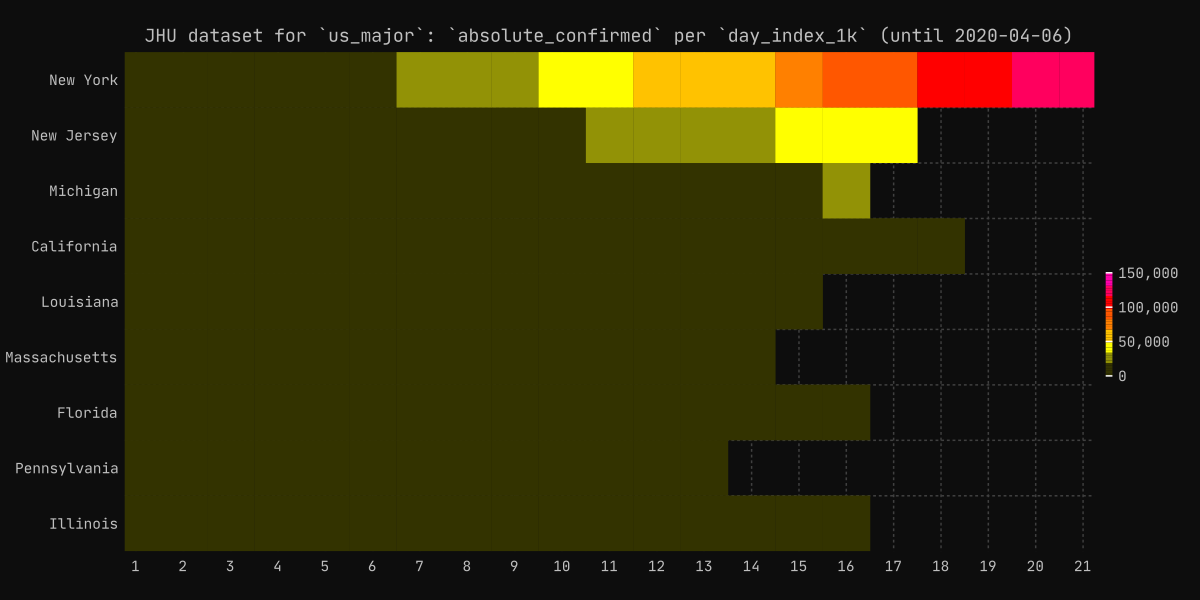 JHU dataset for `us_major`: `absolute_confirmed` per `day_index_1k` (until 2020-04-06)
New York
New Jersey
Michigan
California
Louisiana
Massachusetts
Florida
Pennsylvania
Illinois
150,000
100,000
50,000
0
1 2 3 4 5 6 7 8 9 10 11 12 13 14 15 16 17 18 19 20 21